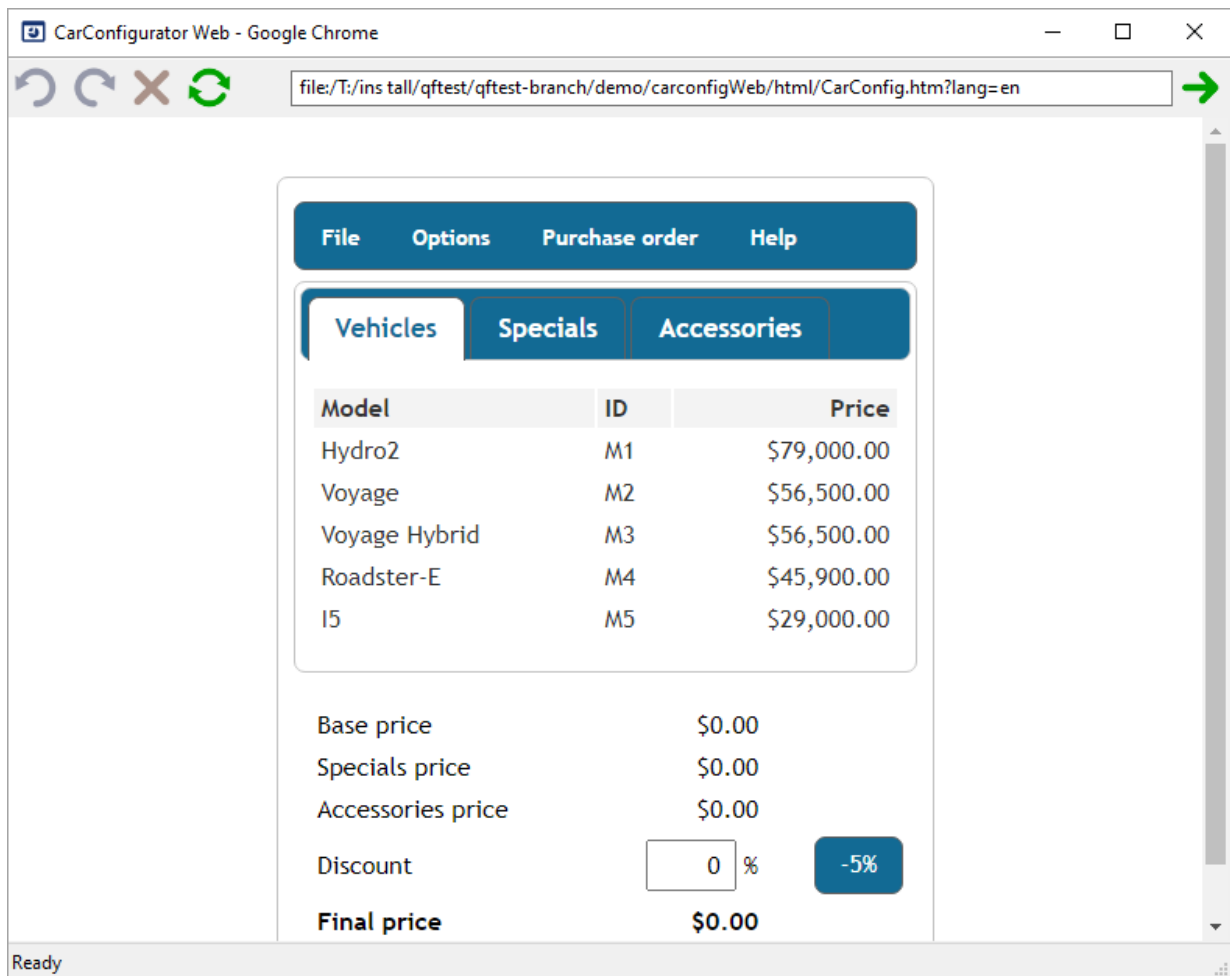 CarConfigurator Web - Google Chrome
file:/T:/ins tall/qftest/qftest-branch/demo/carconfigWeb/html/CarConfig.htm?lang=en
File Options Purchase order Help
Vehicles Specials Accessories
Model ID Price
Hydro2 M1 $79,000.00
Voyage M2 $56,500.00
Voyage Hybrid M3 $56,500.00
Roadster-E M4 $45,900.00
I5 M5 $29,000.00
Base price $0.00
Specials price $0.00
Accessories price $0.00
Discount 0 % -5%
Final price $0.00
Ready